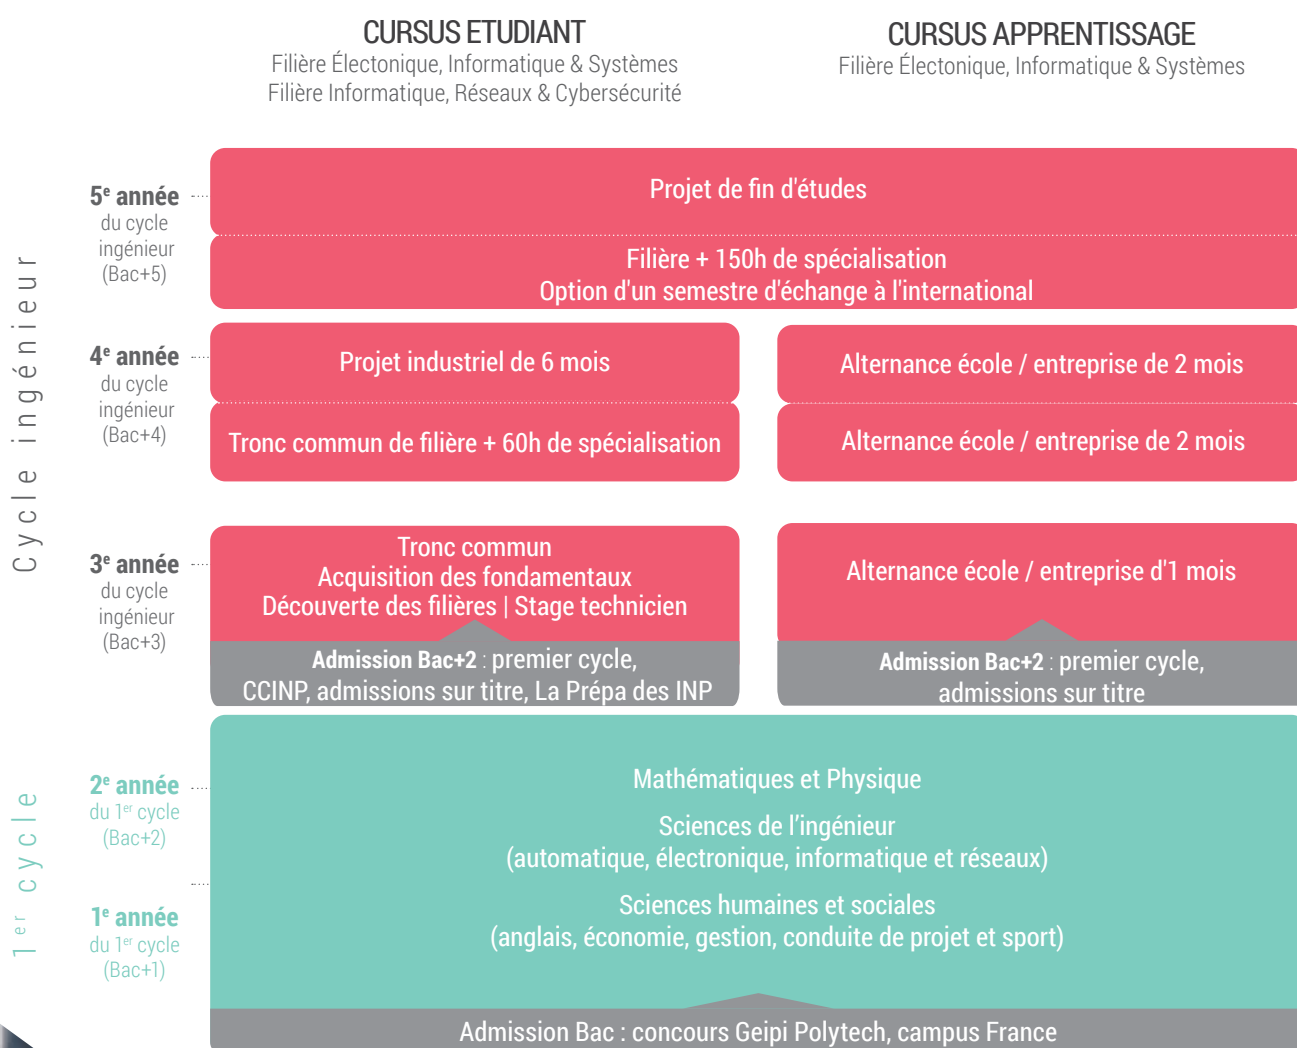 CURSUS ETUDIANT
Filière Électonique, Informatique & Systèmes
Filière Informatique, Réseaux & Cybersécurité
CURSUS APPRENTISSAGE
Filière Électonique, Informatique & Systèmes
Cycle ingénieur
5e année
du cycle
ingénieur
(Bac+5)
Projet de fin d'études
Filière + 150h de spécialisation
Option d'un semestre d'échange à l'international
4e année
du cycle
ingénieur
(Bac+4)
Projet industriel de 6 mois
Tronc commun de filière + 60h de spécialisation
Alternance école / entreprise de 2 mois
Alternance école / entreprise de 2 mois
3e année
du cycle
ingénieur
(Bac+3)
Tronc commun
Acquisition des fondamentaux
Découverte des filières | Stage technicien
Admission Bac+2 : premier cycle,
CCINP, admissions sur titre, La Prépa des INP
Alternance école / entreprise d'1 mois
Admission Bac+2 : premier cycle,
admissions sur titre
1er cycle
2e année
du 1er cycle
(Bac+2)
1e année
du 1er cycle
(Bac+1)
Mathématiques et Physique
Sciences de l’ingénieur
(automatique, électronique, informatique et réseaux)
Sciences humaines et sociales
(anglais, économie, gestion, conduite de projet et sport)
Admission Bac : concours Geipi Polytech, campus France